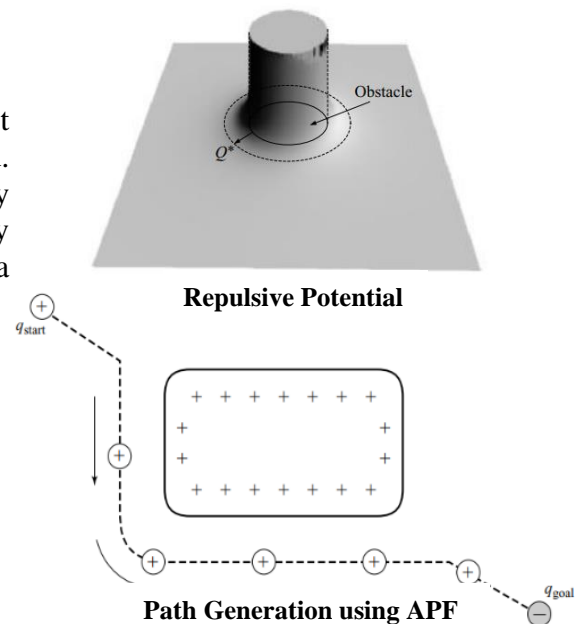 Obstacle
t
.
Q*
y
y
a
Repulsive Potential
+
q_start
+ + + + + + +
+ +
+
+ +
+ + + + + + +
+ + + +
q_goal
−
Path Generation using APF